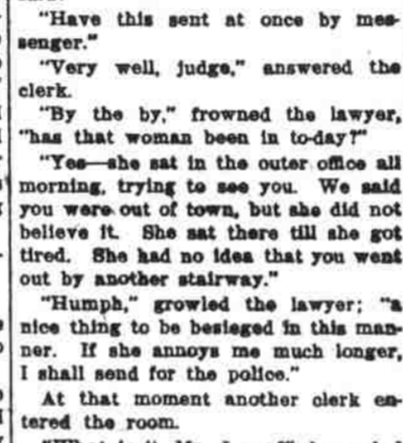 "Have this sent at once by mes-
senger."
"Very well, judge," answered the
clerk.
"By the by," frowned the lawyer,
"has that woman been in to-day?"
"Yes—she sat in the outer office all
morning, trying to see you. We said
you were out of town, but she did not
believe it. She sat there till she got
tired. She had no idea that you went
out by another stairway."
"Humph," growled the lawyer; "a
nice thing to be besieged in this man-
ner. If she annoys me much longer,
I shall send for the police."
At that moment another clerk en-
tered the room.